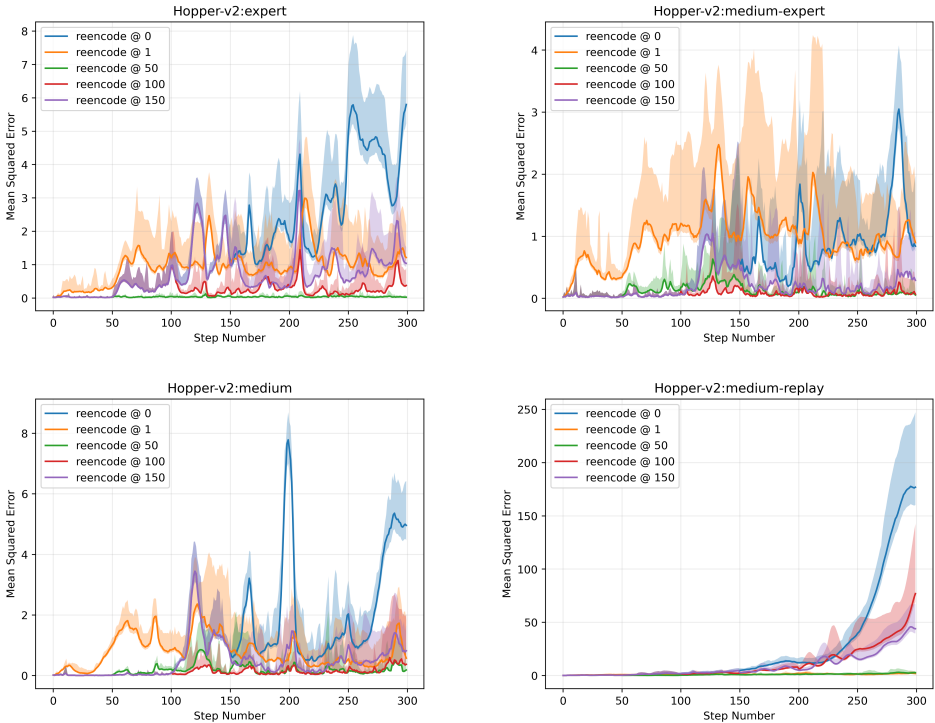 Hopper-v2:expert
Mean Squared Error
8
7
6
5
4
3
2
1
0
reencode @ 0
reencode @ 1
reencode @ 50
reencode @ 100
reencode @ 150
0 50 100 150 200 250 300
Step Number
Hopper-v2:medium-expert
Mean Squared Error
4
3
2
1
0
reencode @ 0
reencode @ 1
reencode @ 50
reencode @ 100
reencode @ 150
0 50 100 150 200 250 300
Step Number
Hopper-v2:medium
Mean Squared Error
8
6
4
2
0
reencode @ 0
reencode @ 1
reencode @ 50
reencode @ 100
reencode @ 150
0 50 100 150 200 250 300
Step Number
Hopper-v2:medium-replay
Mean Squared Error
250
200
150
100
50
0
reencode @ 0
reencode @ 1
reencode @ 50
reencode @ 100
reencode @ 150
0 50 100 150 200 250 300
Step Number